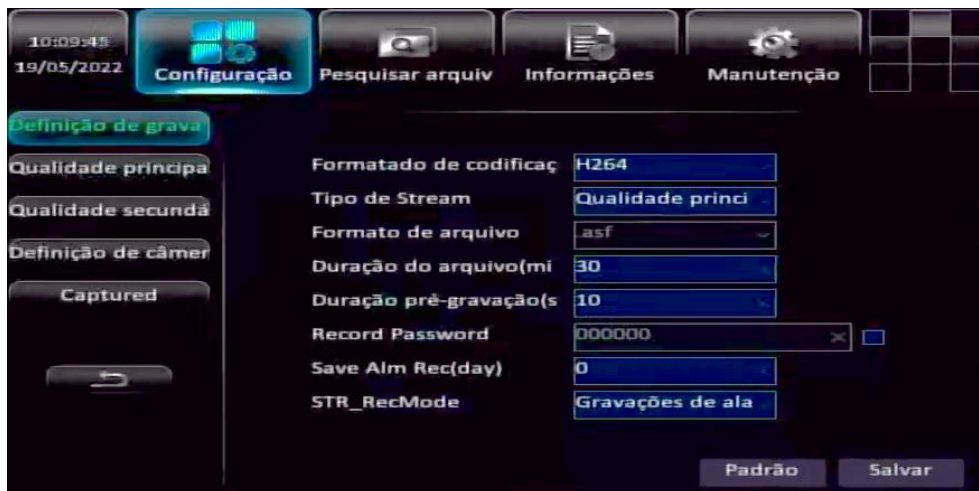 10:09:45
19/05/2022
Configuração
Pesquisar arquiv
Informações
Manutenção
Definição de grava
Qualidade principa
Qualidade secundá
Definição de câmer
Captured
Formatado de codificaç
H264
Tipo de Stream
Qualidade princi
Formato de arquivo
.asf
Duração do arquivo(mi
30
Duração pré-gravação(s
10
Record Password
000000
Save Alm Rec(day)
0
STR_RecMode
Gravações de ala
Padrão
Salvar